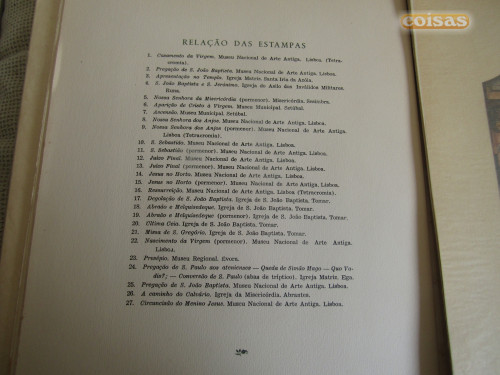 coisas
RELAÇÃO DAS ESTAMPAS
1. Casamento da Virgem. Museu Nacional de Arte Antiga. Lisboa. (Tetra-
cromia).
2. Pregação de S. João Baptista. Museu Nacional de Arte Antiga. Lisboa.
3. Apresentação no Templo. Igreja Matriz. Santa Iria da Azóia.
4. S. João Baptista e S. Jerónimo. Igreja do Asilo dos Inválidos Militares.
Runa.
5. Nossa Senhora da Misericórdia (pormenor). Misericórdia. Sesimbra.
6. Aparição de Cristo à Virgem. Museu Municipal. Setúbal.
7. Ascensão. Museu Municipal. Setúbal.
8. Nossa Senhora dos Anjos. Museu Nacional de Arte Antiga. Lisboa.
9. Nossa Senhora dos Anjos (pormenor). Museu Nacional de Arte Antiga.
Lisboa (Tetracromia).
10. S. Sebastião. Museu Nacional de Arte Antiga. Lisboa.
11. S. Sebastião (pormenor). Museu Nacional de Arte Antiga. Lisboa.
12. Juízo Final. Museu Nacional de Arte Antiga. Lisboa.
13. Juízo Final (pormenor). Museu Nacional de Arte Antiga. Lisboa.
14. Jesus no Horto. Museu Nacional de Arte Antiga. Lisboa.
15. Jesus no Horto (pormenor). Museu Nacional de Arte Antiga. Lisboa.
16. Ressurreição. Museu Nacional de Arte Antiga. Lisboa.
17. Degolação de S. João Baptista. Igreja de S. João Baptista, Tomar.
18. Abraão e Melquisedeque. Igreja de S. João Baptista, Tomar.
19. Abraão e Melquisedeque (pormenor). Igreja de S. João Baptista, Tomar.
20. Última Ceia. Igreja de S. João Baptista, Tomar.
21. Missa de S. Gregório. Igreja de S. João Baptista, Tomar.
22. Nascimento da Virgem (pormenor). Museu Nacional de Arte Antiga.
Lisboa.
23. Presépio. Museu Regional. Évora.
24. Pregação de S. Paulo aos atenienses — Queda de Simão Mago — Quo Va-
dis?; — Conversão de S. Paulo (abas do tríptico). Igreja Matriz. Ega.
25. Pregação de S. João Baptista. Museu Nacional de Arte Antiga. Lisboa.
26. A caminho do Calvário. Igreja da Misericórdia. Abrantes.
27. Circuncisão do Menino Jesus. Museu Nacional de Arte Antiga. Lisboa.